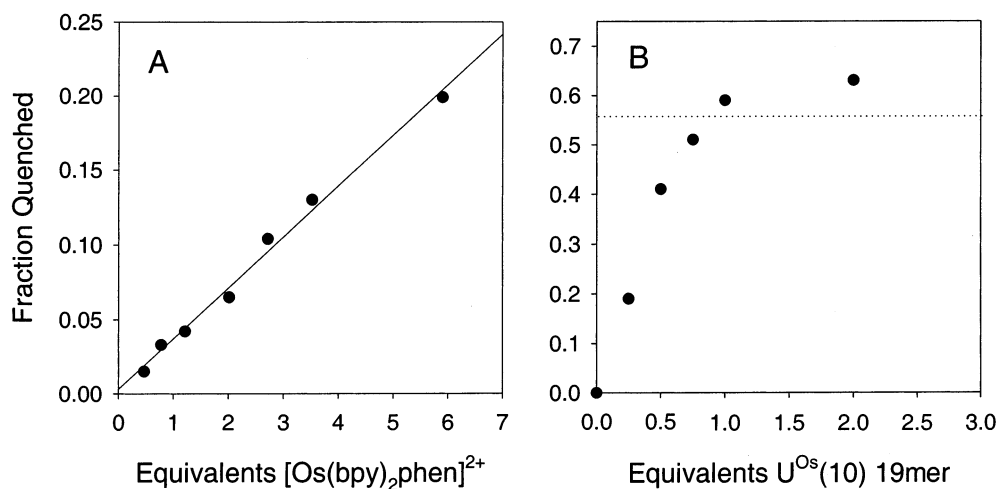 A
Fraction Quenched
0.25
0.20
0.15
0.10
0.05
0.00
0 1 2 3 4 5 6 7
Equivalents [Os(bpy)₂phen]²⁺
B
0.7
0.6
0.5
0.4
0.3
0.2
0.1
0.0
0.0 0.5 1.0 1.5 2.0 2.5 3.0
Equivalents Uᴼˢ(10) 19mer